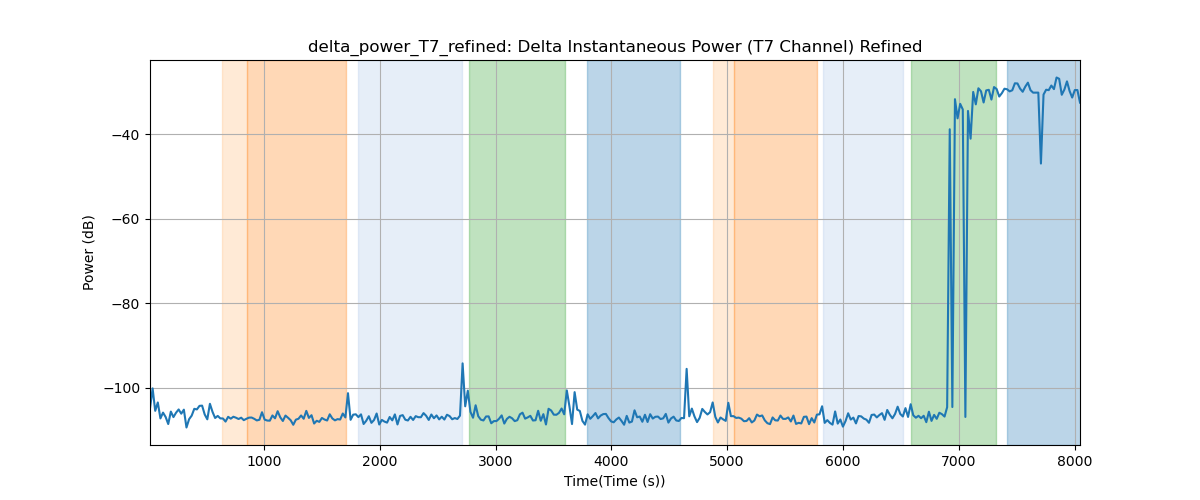 delta_power_T7_refined: Delta Instantaneous Power (T7 Channel) Refined
Power (dB)
−40
−60
−80
−100
1000 2000 3000 4000 5000 6000 7000 8000
Time(Time (s))